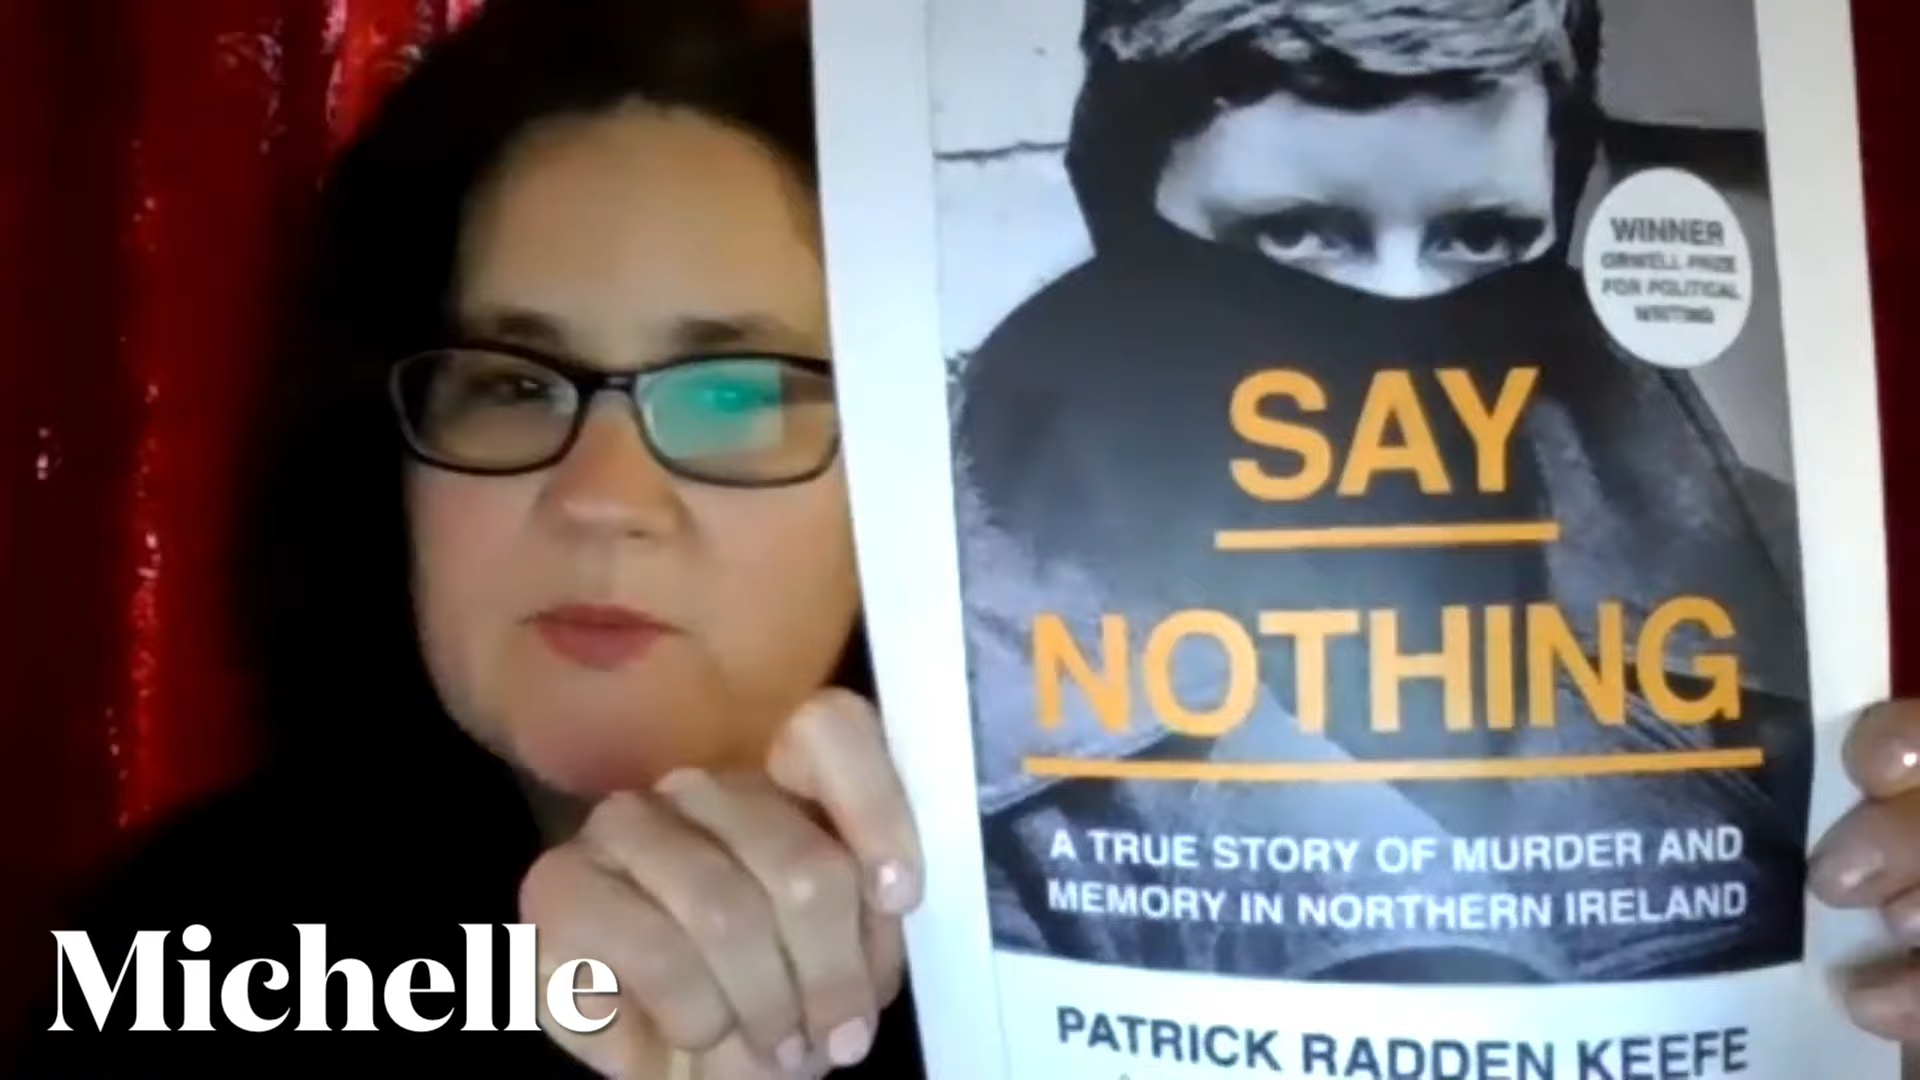 WINNER
ORWELL PRIZE
FOR POLITICAL
WRITING
SAY
NOTHING
A TRUE STORY OF MURDER AND
MEMORY IN NORTHERN IRELAND
PATRICK RADDEN KEEFE
Michelle